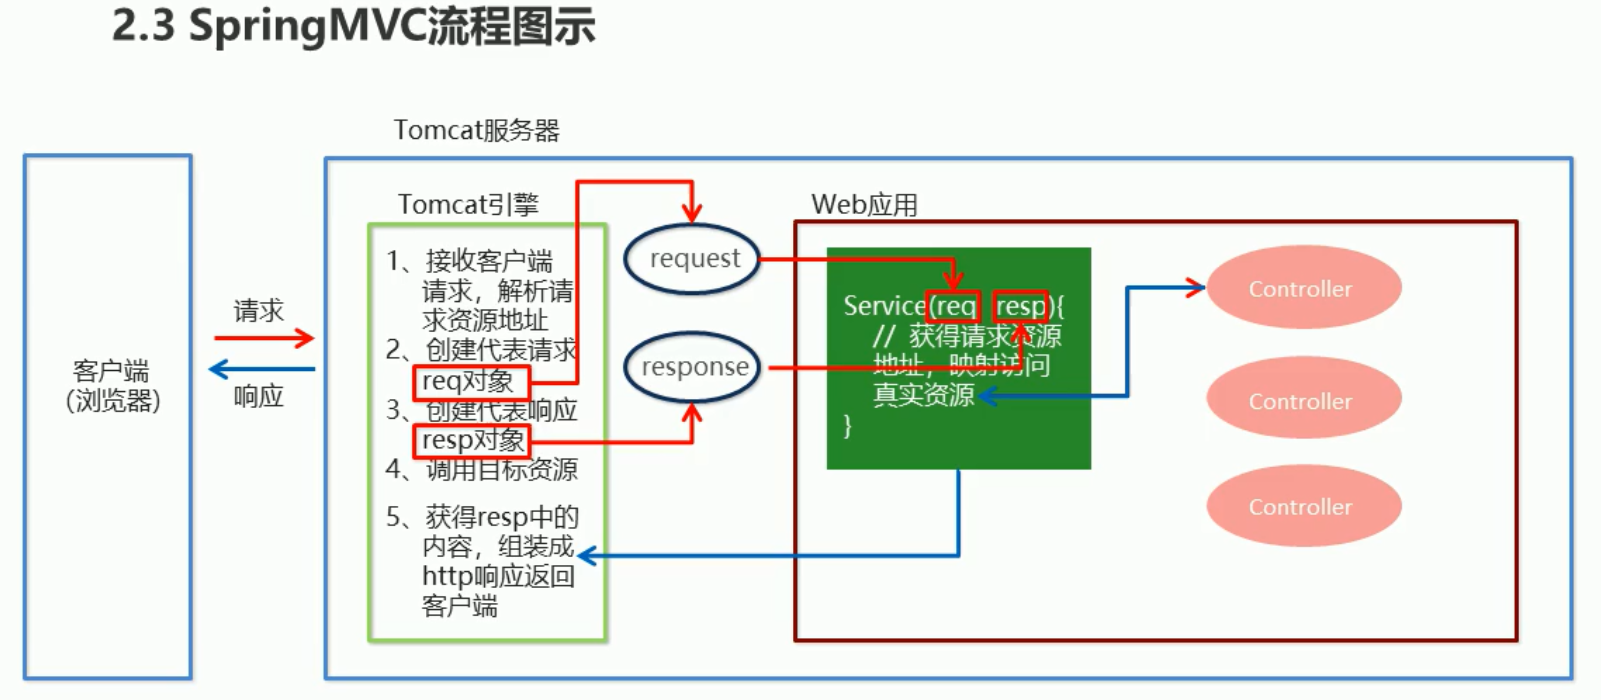 2.3 SpringMVC流程图示
Tomcat服务器
Tomcat引擎
Web应用
客户端
（浏览器）
请求
响应
1、接收客户端
请求，解析请
求资源地址
2、创建代表请求
req对象
3、创建代表响应
resp对象
4、调用目标资源
5、获得resp中的
内容，组装成
http响应返回
客户端
request
response
Service(req resp){
// 获得请求资源
地址，映射访问
真实资源
}
Controller
Controller
Controller